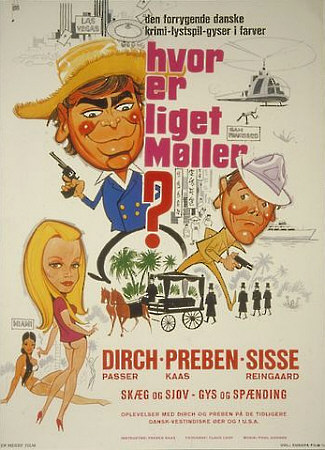 LAS VEGAS
den forrygende danske
krimi-lystspil-gyser i farver
hvor
er
liget
Møller
?
SAN FRANCISCO
MIAMI
DIRCH · PREBEN · SISSE
PASSER KAAS REINGAARD
SKÆG OG SJOV - GYS OG SPÆNDING
OPLEVELSER MED DIRCH OG PREBEN PÅ DE TIDLIGERE
DANSK-VESTINDISKE ØER OG I U.S.A.